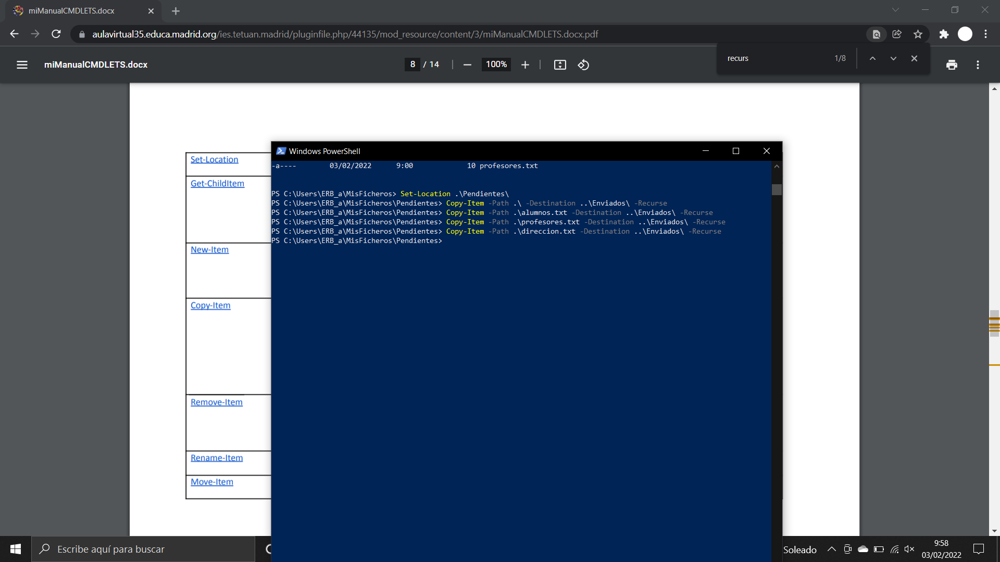 miManualCMDLETS.docx
aulavirtual35.educa.madrid.org/ies.tetuan.madrid/pluginfile.php/44135/mod_resource/content/3/miManualCMDLETS.docx.pdf
miManualCMDLETS.docx
8 / 14
100%
recurs
1/8
Windows PowerShell
-a---- 03/02/2022 9:00 10 profesores.txt
PS C:\Users\ERB_a\MisFicheros> Set-Location .\Pendientes\
PS C:\Users\ERB_a\MisFicheros\Pendientes> Copy-Item -Path .\ -Destination ..\Enviados\ -Recurse
PS C:\Users\ERB_a\MisFicheros\Pendientes> Copy-Item -Path .\alumnos.txt -Destination ..\Enviados\ -Recurse
PS C:\Users\ERB_a\MisFicheros\Pendientes> Copy-Item -Path .\profesores.txt -Destination ..\Enviados\ -Recurse
PS C:\Users\ERB_a\MisFicheros\Pendientes> Copy-Item -Path .\direccion.txt -Destination ..\Enviados\ -Recurse
PS C:\Users\ERB_a\MisFicheros\Pendientes>
Set-Location
Get-ChildItem
New-Item
Copy-Item
Remove-Item
Rename-Item
Move-Item
Escribe aquí para buscar
Soleado
9:58
03/02/2022